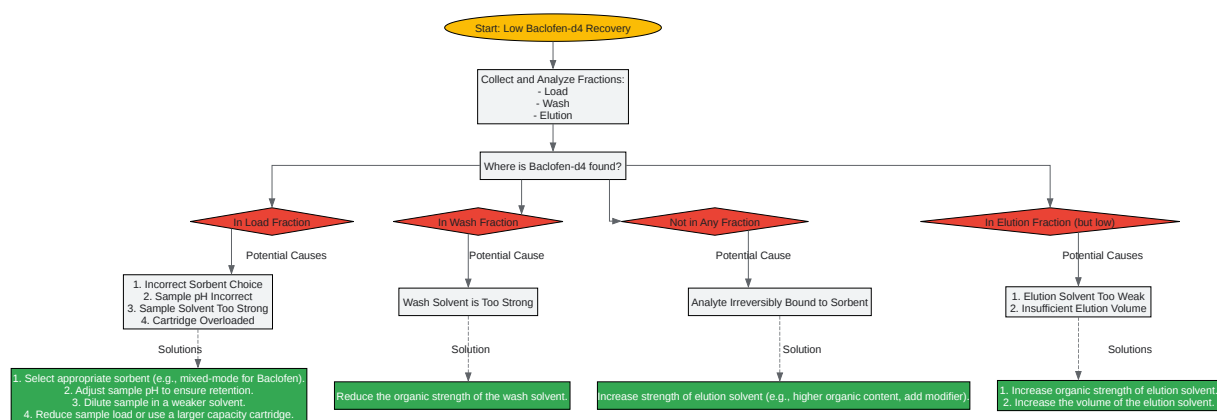 Start: Low Baclofen-d4 Recovery
Collect and Analyze Fractions:
- Load
- Wash
- Elution
Where is Baclofen-d4 found?
In Load Fraction
In Wash Fraction
Not in Any Fraction
In Elution Fraction (but low)
Potential Causes
Potential Cause
Potential Cause
Potential Causes
1. Incorrect Sorbent Choice
2. Sample pH Incorrect
3. Sample Solvent Too Strong
4. Cartridge Overloaded
Wash Solvent is Too Strong
Analyte Irreversibly Bound to Sorbent
1. Elution Solvent Too Weak
2. Insufficient Elution Volume
Solutions
Solution
Solution
Solutions
1. Select appropriate sorbent (e.g., mixed-mode for Baclofen).
2. Adjust sample pH to ensure retention.
3. Dilute sample in a weaker solvent.
4. Reduce sample load or use a larger capacity cartridge.
Reduce the organic strength of the wash solvent.
Increase strength of elution solvent (e.g., higher organic content, add modifier).
1. Increase organic strength of elution solvent.
2. Increase the volume of the elution solvent.